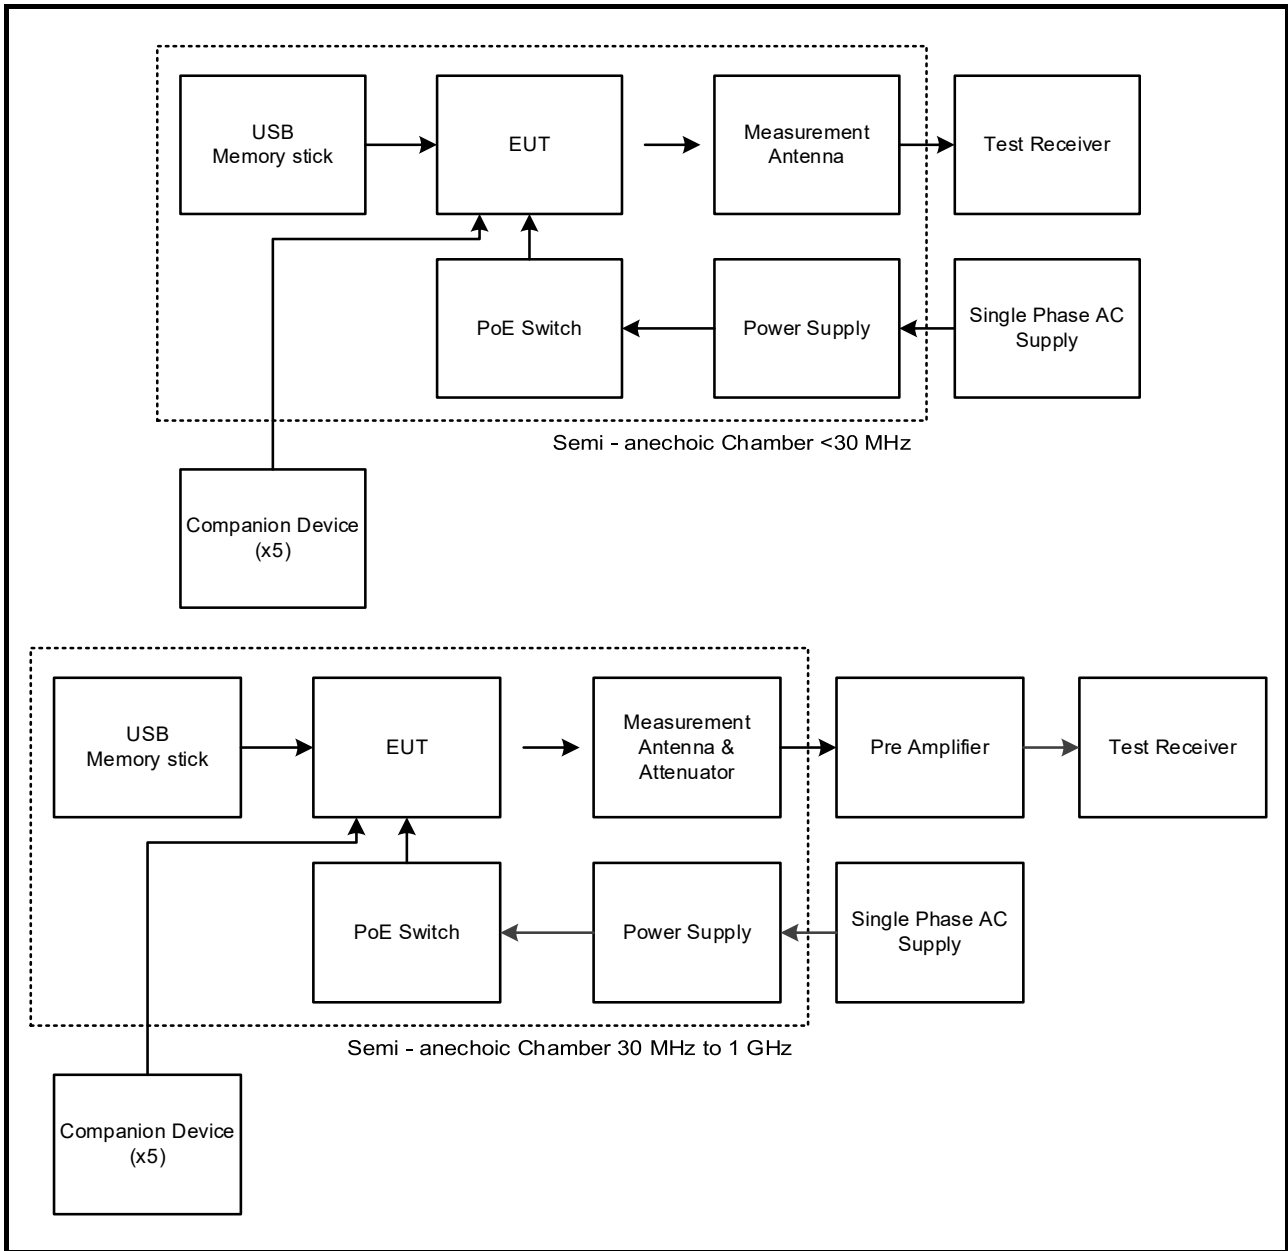 USB
Memory stick
EUT
Measurement
Antenna
Test Receiver
PoE Switch
Power Supply
Single Phase AC
Supply
Semi - anechoic Chamber <30 MHz
Companion Device
(x5)
USB
Memory stick
EUT
Measurement
Antenna &
Attenuator
Pre Amplifier
Test Receiver
PoE Switch
Power Supply
Single Phase AC
Supply
Semi - anechoic Chamber 30 MHz to 1 GHz
Companion Device
(x5)